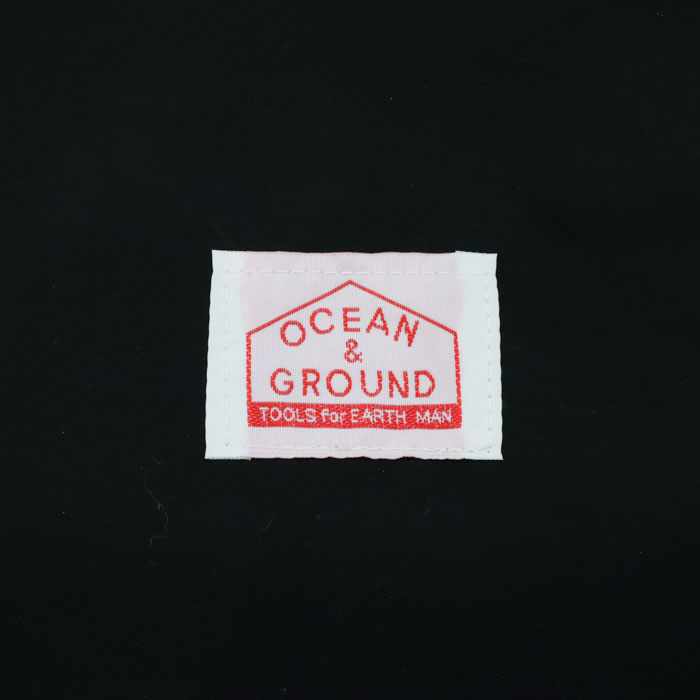 OCEAN
&
GROUND
TOOLS for EARTH MAN